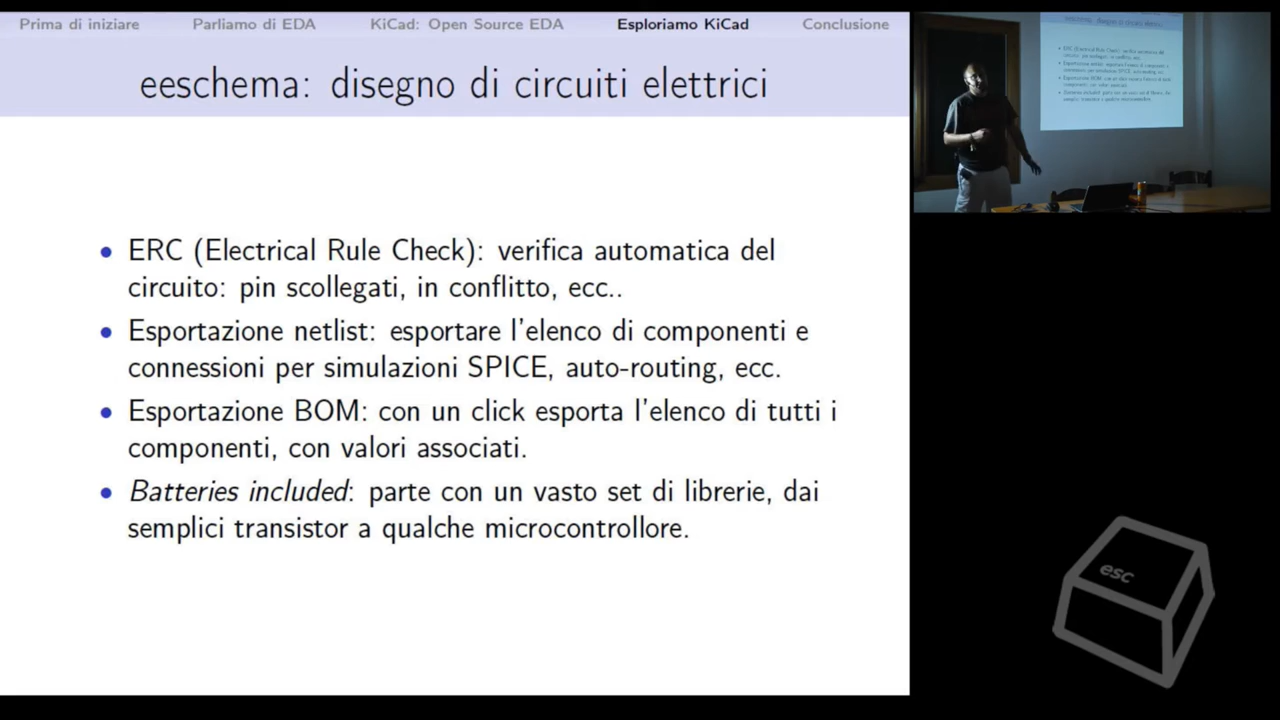 Prima di iniziare Parliamo di EDA KiCad: Open Source EDA Esploriamo KiCad Conclusione
eeschema: disegno di circuiti elettrici
• ERC (Electrical Rule Check): verifica automatica del
circuito: pin scollegati, in conflitto, ecc..
• Esportazione netlist: esportare l'elenco di componenti e
connessioni per simulazioni SPICE, auto-routing, ecc.
• Esportazione BOM: con un click esporta l'elenco di tutti i
componenti, con valori associati.
• Batteries included: parte con un vasto set di librerie, dai
semplici transistor a qualche microcontrollore.
esc